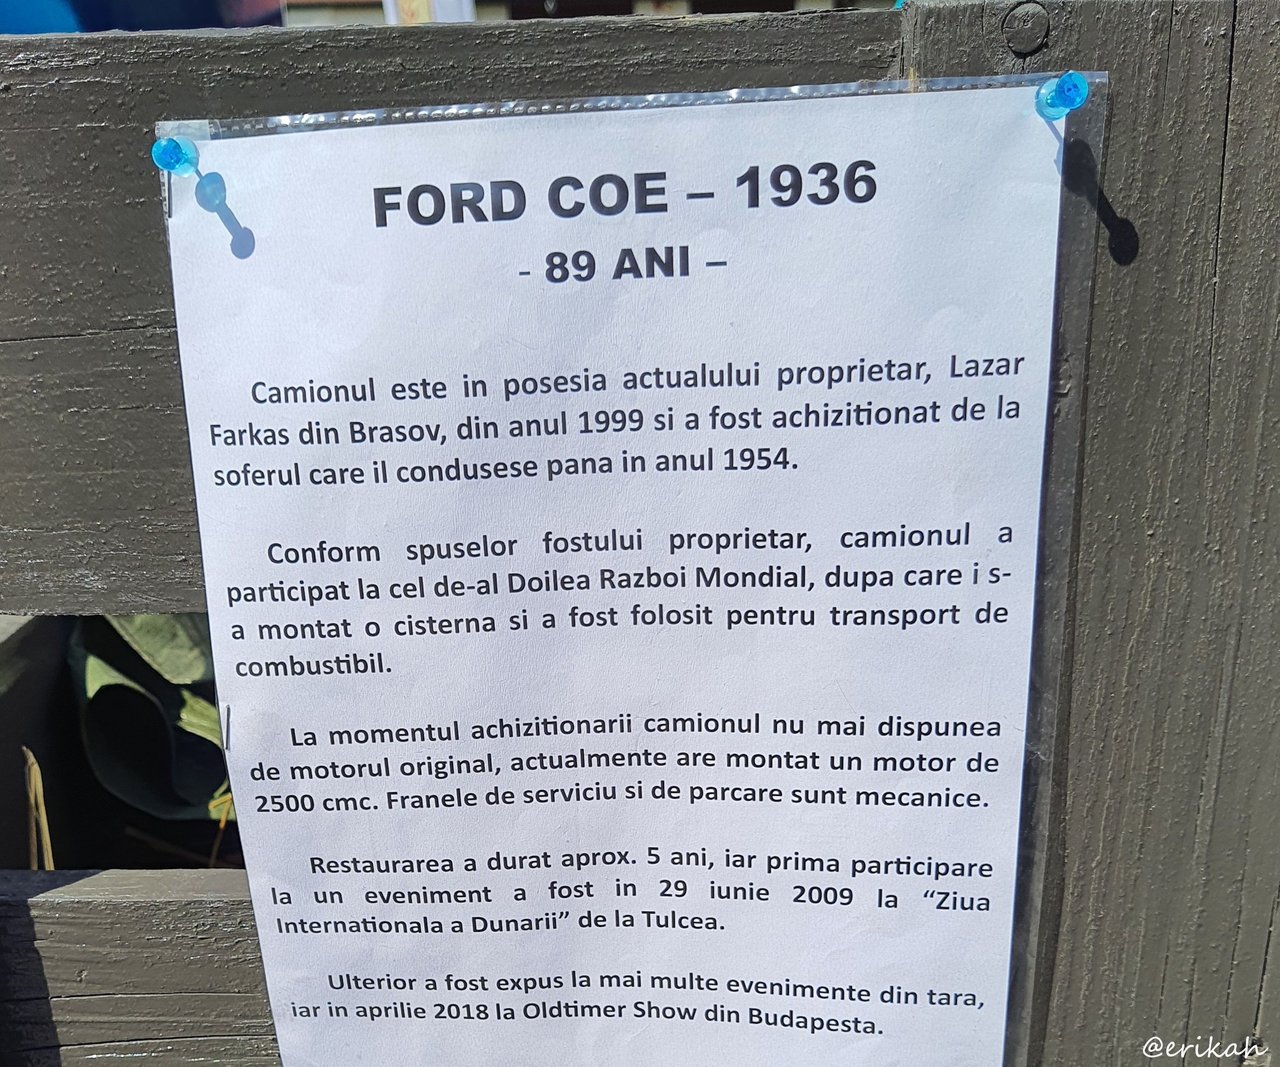 FORD COE – 1936
- 89 ANI –
Camionul este in posesia actualului proprietar, Lazar
Farkas din Brasov, din anul 1999 si a fost achizitionat de la
soferul care il condusese pana in anul 1954.
Conform spuselor fostului proprietar, camionul a
participat la cel de-al Doilea Razboi Mondial, dupa care i s-
a montat o cisterna si a fost folosit pentru transport de
combustibil.
La momentul achizitionarii camionul nu mai dispunea
de motorul original, actualmente are montat un motor de
2500 cmc. Franele de serviciu si de parcare sunt mecanice.
Restaurarea a durat aprox. 5 ani, iar prima participare
la un eveniment a fost in 29 iunie 2009 la “Ziua
Internationala a Dunarii” de la Tulcea.
Ulterior a fost expus la mai multe evenimente din tara,
iar in aprilie 2018 la Oldtimer Show din Budapesta.
@erikah